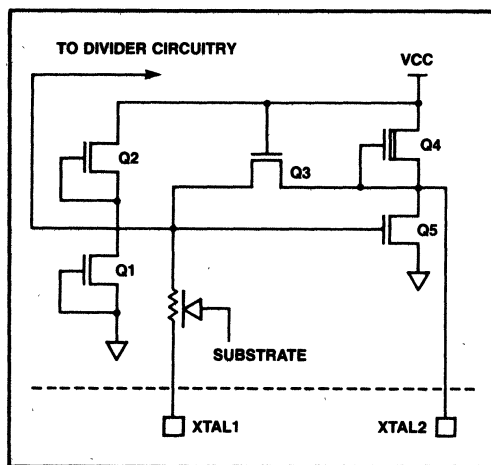 TO DIVIDER CIRCUITRY
VCC
Q2
Q4
Q3
Q5
Q1
SUBSTRATE
XTAL1
XTAL2